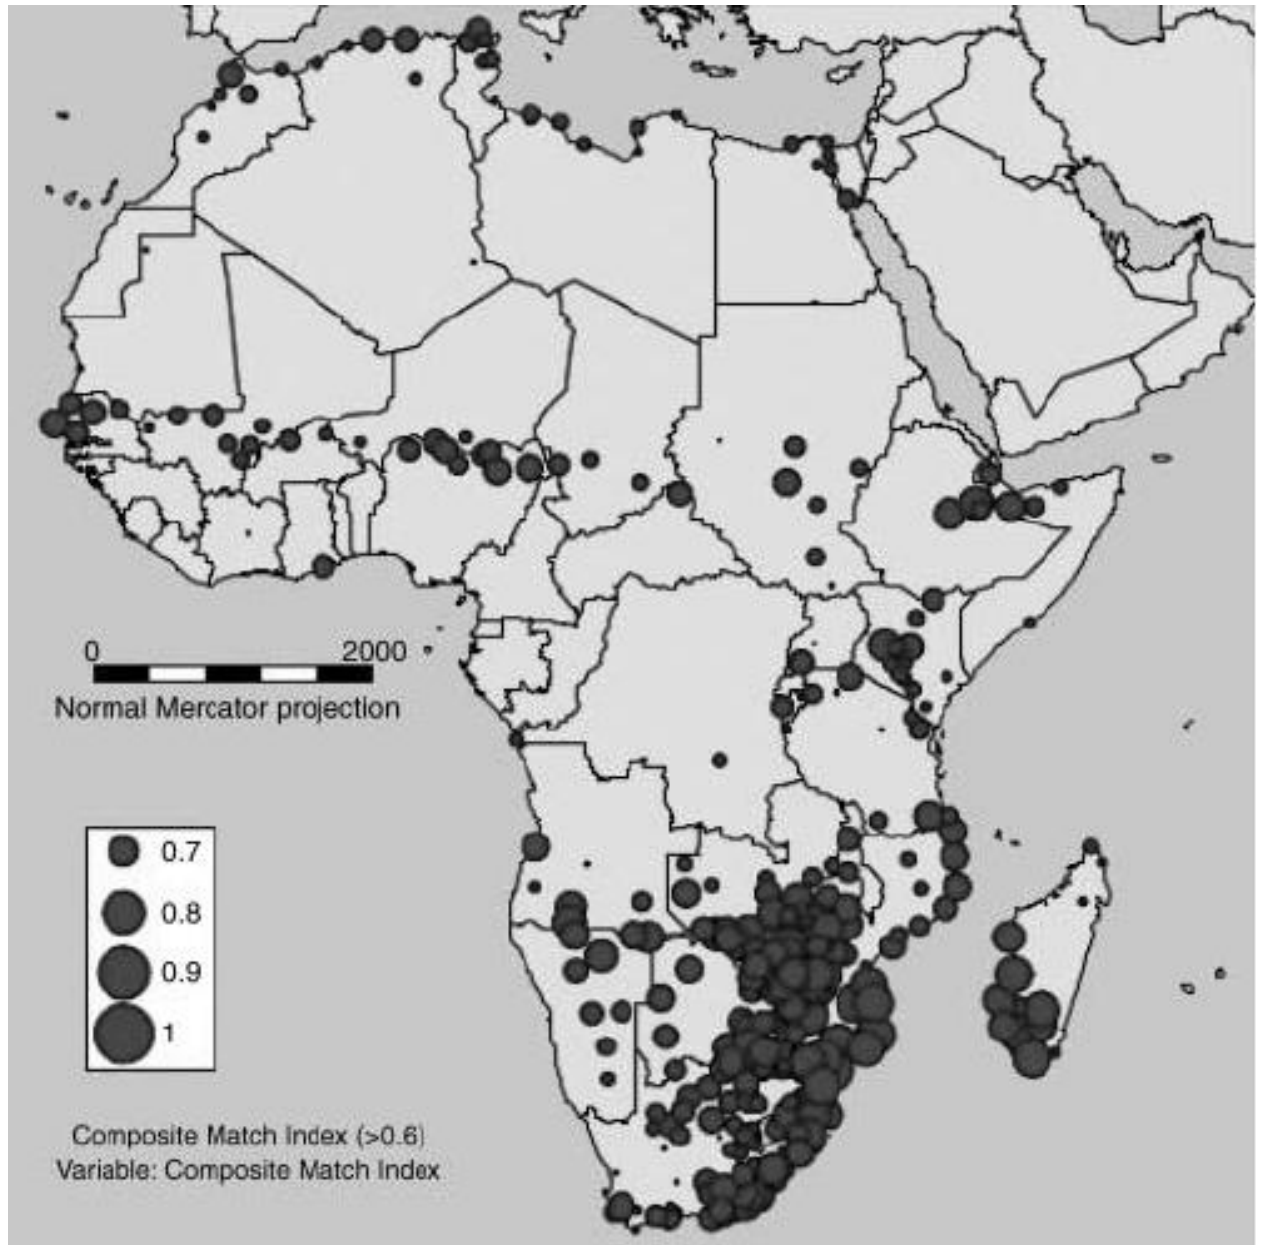 0 2000
Normal Mercator projection
0.7
0.8
0.9
1
Composite Match Index (>0.6)
Variable: Composite Match Index